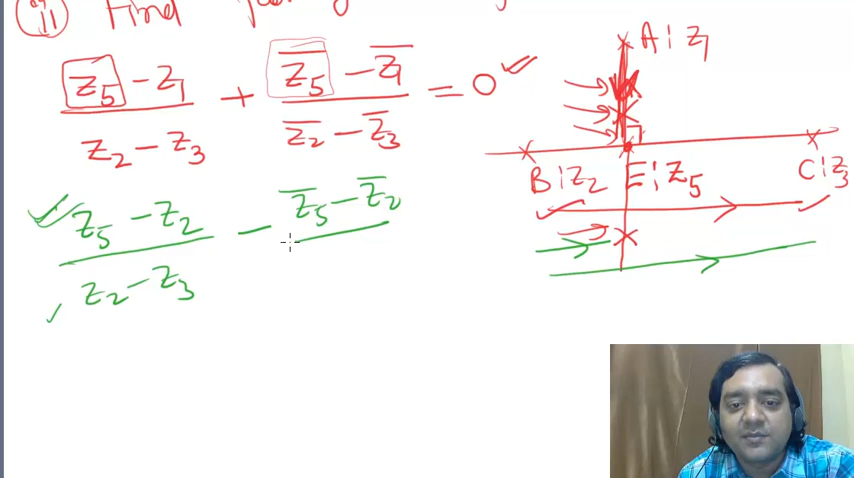 Q 11 Find
z₅ − z₁ / z₂ − z₃ + z̅₅ − z̅₁ / z̅₂ − z̅₃ = 0
z₅ − z₂ / z₂ − z₃ − z̅₅ − z̅₂
A | z₁
B | z₂ E | z₅ C | z₃